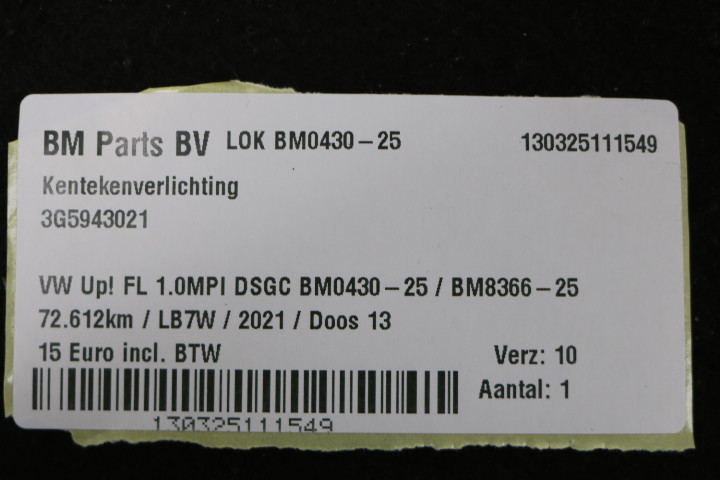 BM Parts BV LOK BM0430-25 130325111549
Kentekenverlichting
3G5943021
VW Up! FL 1.0MPI DSGC BM0430-25 / BM8366-25
72.612km / LB7W / 2021 / Doos 13
15 Euro incl. BTW Verz: 10
Aantal: 1
130325111549